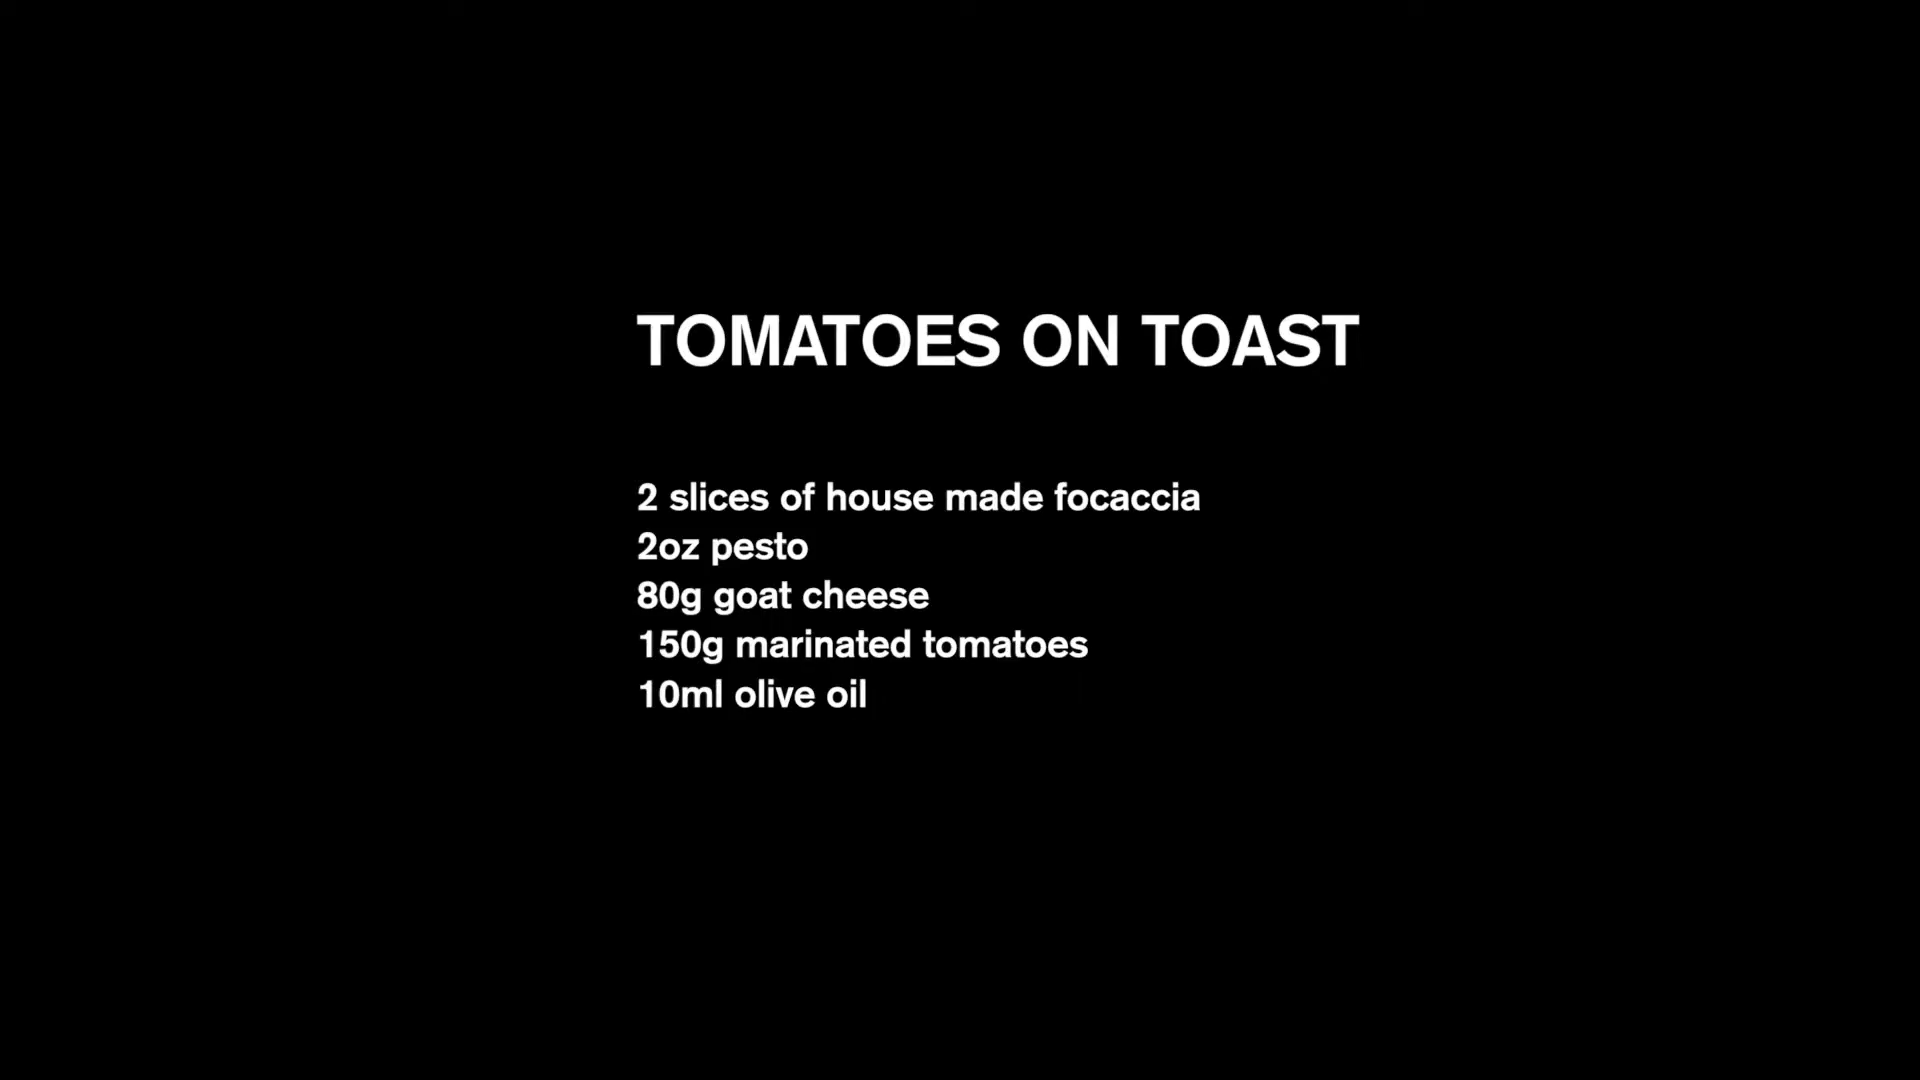 TOMATOES ON TOAST
2 slices of house made focaccia
2oz pesto
80g goat cheese
150g marinated tomatoes
10ml olive oil